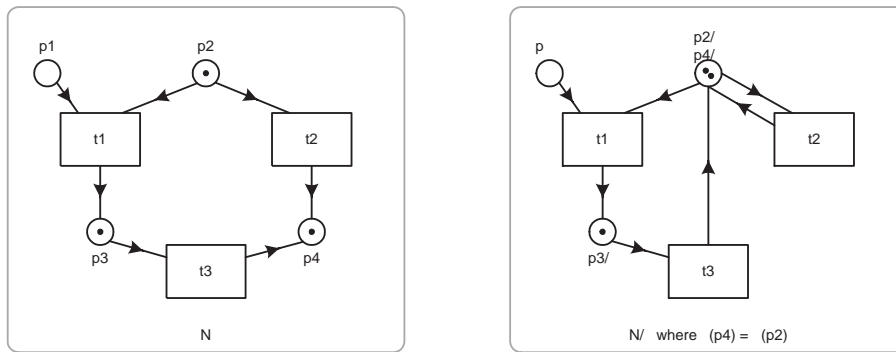 p1
p2
t1
t2
p3
p4
t3
N
p
p2/
p4/
t1
t2
p3/
t3
N/ where (p4) = (p2)